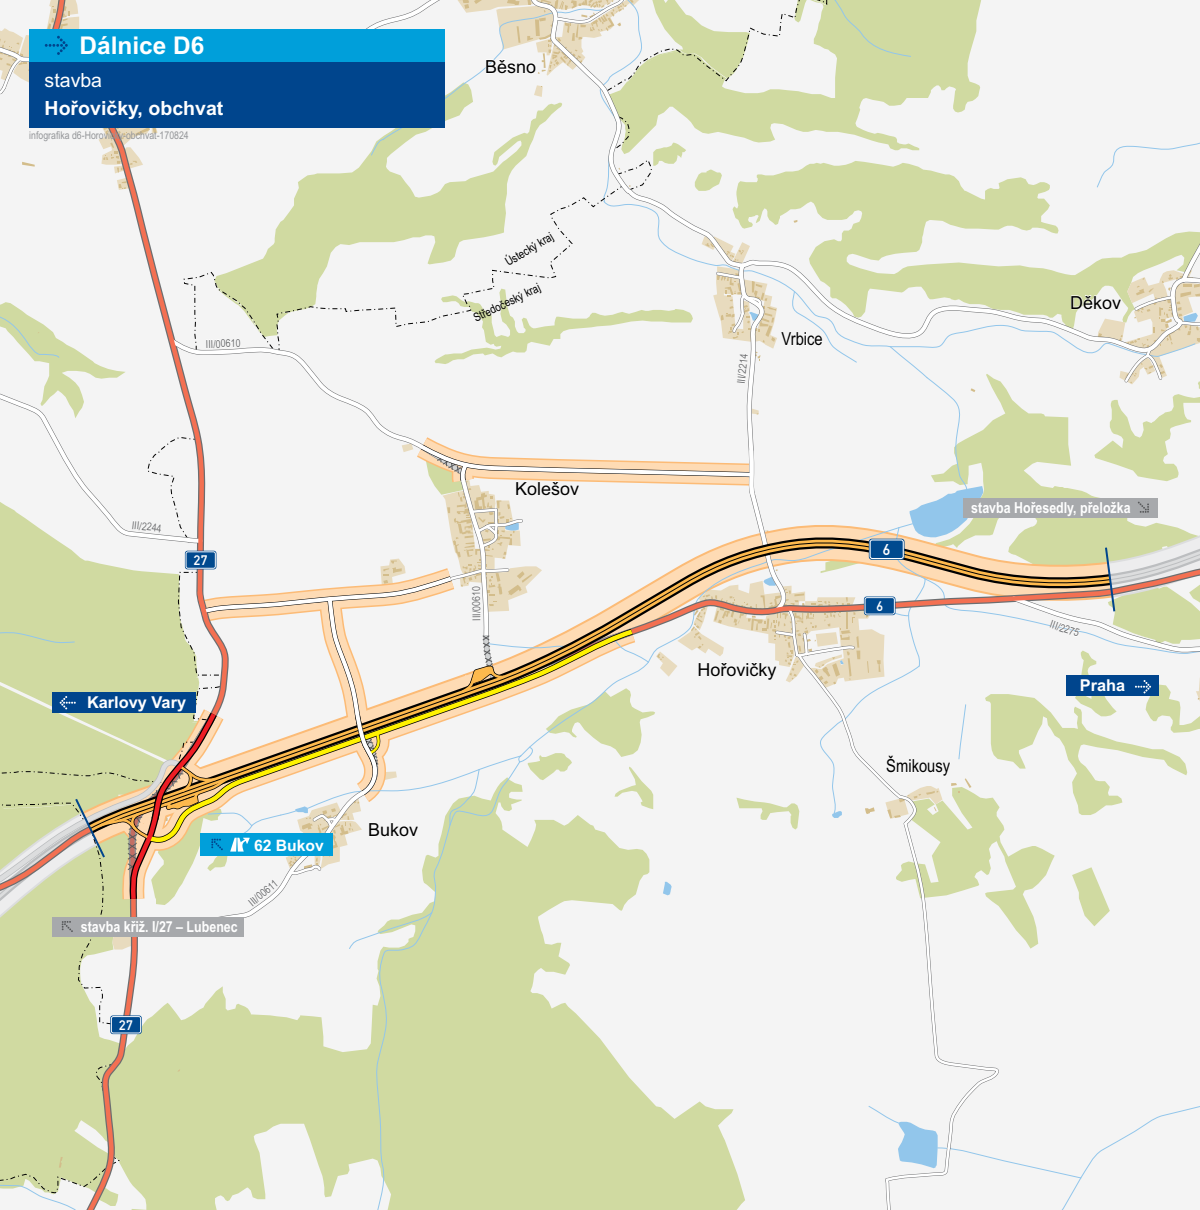 Dálnice D6
stavba
Hořovičky, obchvat
Běsno
Ústecký kraj
Středočeský kraj
Děkov
Vrbice
III/00610
III/2214
Kolešov
stavba Hořesedly, přeložka
III/2244
27
6
III/00610
6
III/2275
Hořovičky
Praha
Karlovy Vary
Šmikousy
Bukov
62 Bukov
III/00611
stavba křiž. I/27 – Lubenec
27